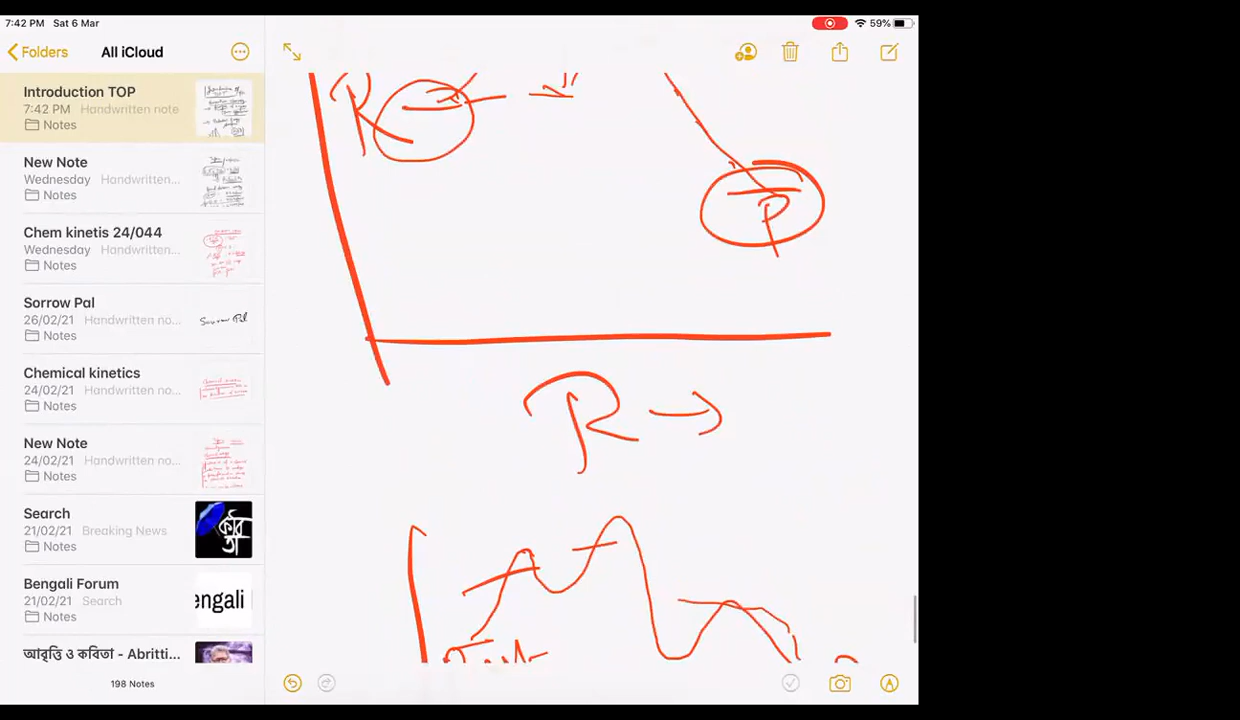 7:42 PM Sat 6 Mar
59%
Folders
All iCloud
Introduction TOP
7:42 PM Handwritten note
Notes
New Note
Wednesday Handwritten...
Notes
Chem kinetis 24/044
Wednesday Handwritten...
Notes
Sorrow Pal
26/02/21 Handwritten no...
Notes
Chemical kinetics
24/02/21 Handwritten no...
Notes
New Note
24/02/21 Handwritten no...
Notes
Search
21/02/21 Breaking News
Notes
কবি
তা
Bengali Forum
21/02/21 Search
Notes
engali
আবৃত্তি ও কবিতা - Abritti...
198 Notes
R
P
R →